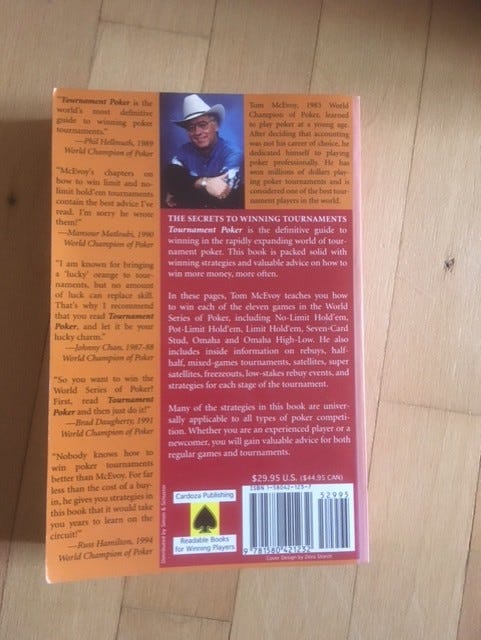 "Tournament Poker is the
world's most definitive
guide to winning poker
tournaments."
—Phil Hellmuth, 1989
World Champion of Poker
"McEvoy's chapters on
how to win limit and no-
limit hold'em tournaments
contain the best advice I've
read. I'm sorry he wrote
them!"
—Mansour Matloubi, 1990
World Champion of Poker
"I am known for bringing
a 'lucky' orange to tour-
naments, but no amount
of luck can replace skill.
That's why I recommend
that you read Tournament
Poker, and let it be your
lucky charm."
—Johnny Chan, 1987-88
World Champion of Poker
"So you want to win the
World Series of Poker?
First, read Tournament
Poker and then just do it!"
—Brad Daugherty, 1991
World Champion of Poker
"Nobody knows how to
win poker tournaments
better than McEvoy. For far
less than the cost of a buy-
in, he gives you strategies in
this book that it would take
you years to learn on the
circuit!"
—Russ Hamilton, 1994
World Champion of Poker
Tom McEvoy, 1983 World
Champion of Poker, learned
to play poker at a young age.
After deciding that accounting
was not his career of choice, he
dedicated himself to playing
poker professionally. He has
won millions of dollars play-
ing poker tournaments and is
considered one of the best tour-
nament players in the world.
THE SECRETS TO WINNING TOURNAMENTS
Tournament Poker is the definitive guide to
winning in the rapidly expanding world of tour-
nament poker. This book is packed solid with
winning strategies and valuable advice on how to
win more money, more often.
In these pages, Tom McEvoy teaches you how
to win each of the eleven games in the World
Series of Poker, including No-Limit Hold'em,
Pot-Limit Hold'em, Limit Hold'em, Seven-Card
Stud, Omaha and Omaha High-Low. He also
includes inside information on rebuys, half-
half, mixed-games tournaments, satellites, super
satellites, freezeouts, low-stakes rebuy events, and
strategies for each stage of the tournament.
Many of the strategies in this book are univer-
sally applicable to all types of poker competi-
tion. Whether you are an experienced player or a
newcomer, you will gain valuable advice for both
regular games and tournaments.
$29.95 U.S. ($44.95 CAN)
Distributed by Simon & Schuster
Cardoza Publishing
Readable Books
for Winning Players
ISBN 1-58042-125-7
52995
9 781580 421252
Cover Design by Dora Sharon